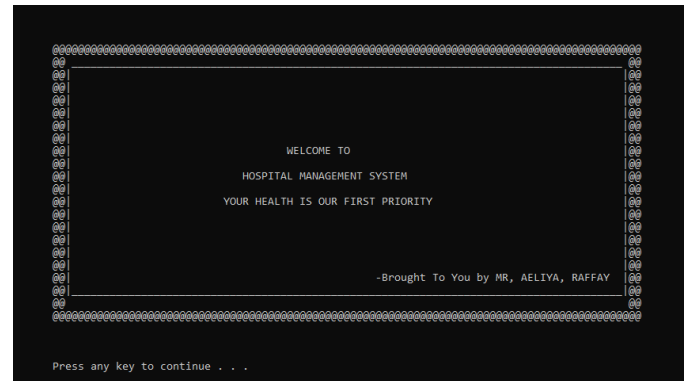 WELCOME TO
HOSPITAL MANAGEMENT SYSTEM
YOUR HEALTH IS OUR FIRST PRIORITY
-Brought To You by MR, AELIYA, RAFFAY
Press any key to continue . . .